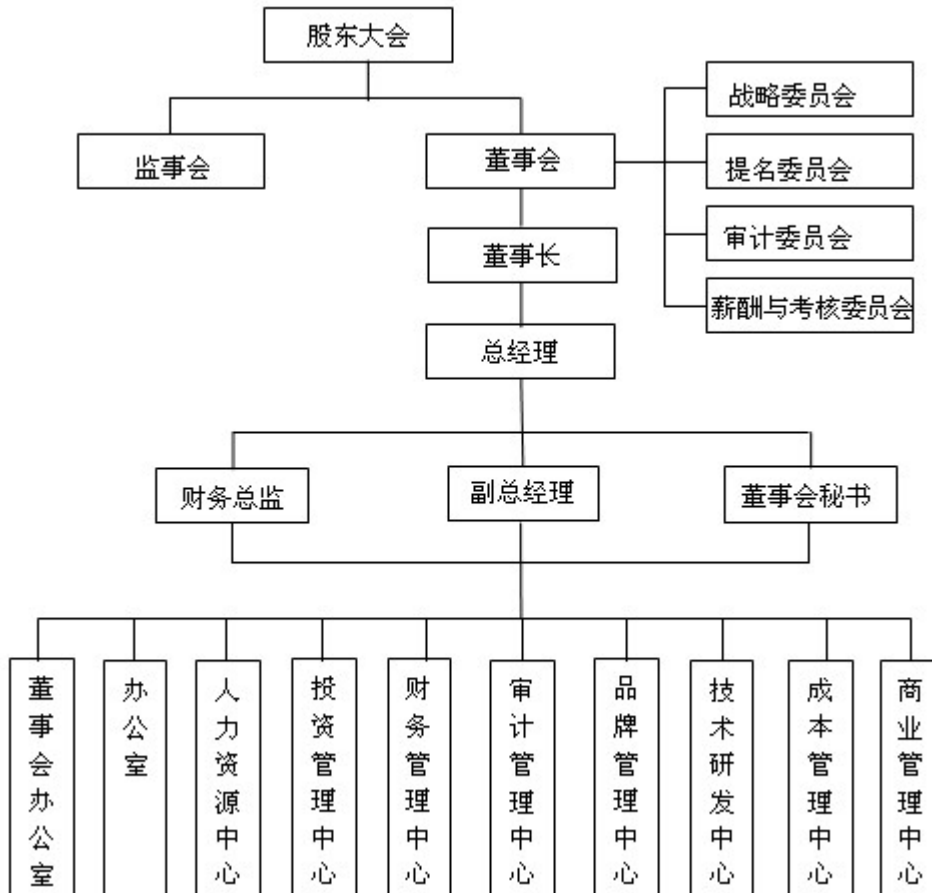 股东大会
战略委员会
监事会
董事会
提名委员会
审计委员会
董事长
薪酬与考核委员会
总经理
财务总监
副总经理
董事会秘书
董事会办公室
办公室
人力资源中心
投资管理中心
财务管理中心
审计管理中心
品牌管理中心
技术研发中心
成本管理中心
商业管理中心